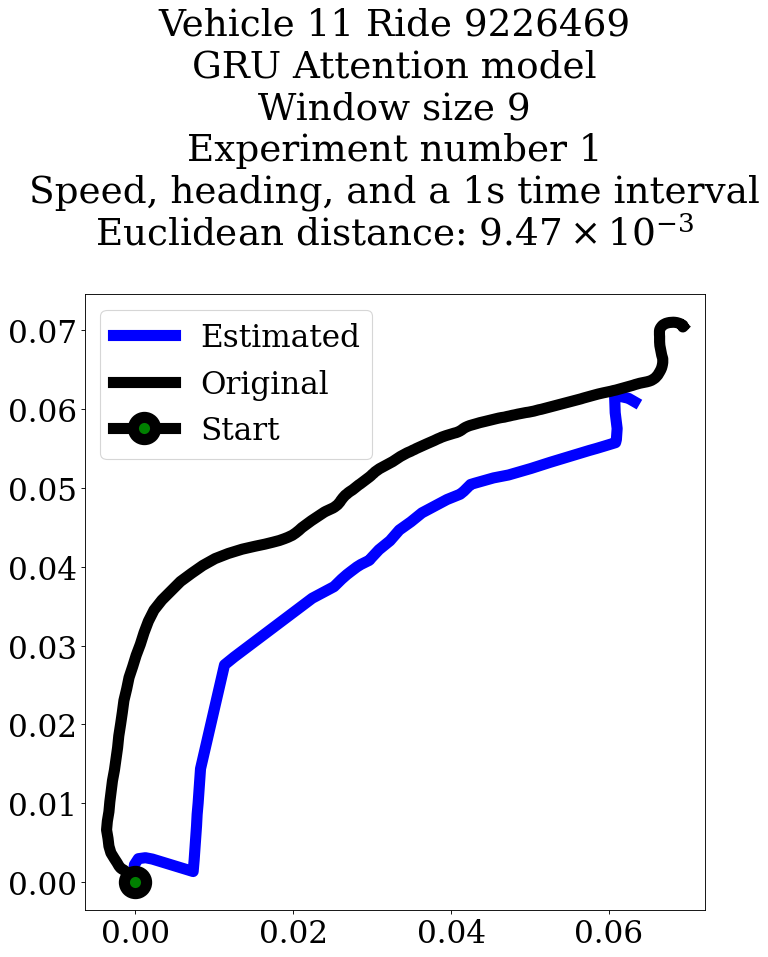 Vehicle 11 Ride 9226469
GRU Attention model
Window size 9
Experiment number 1
Speed, heading, and a 1s time interval
Euclidean distance: 9.47 × 10⁻³
Estimated
Original
Start
0.07
0.06
0.05
0.04
0.03
0.02
0.01
0.00
0.00 0.02 0.04 0.06